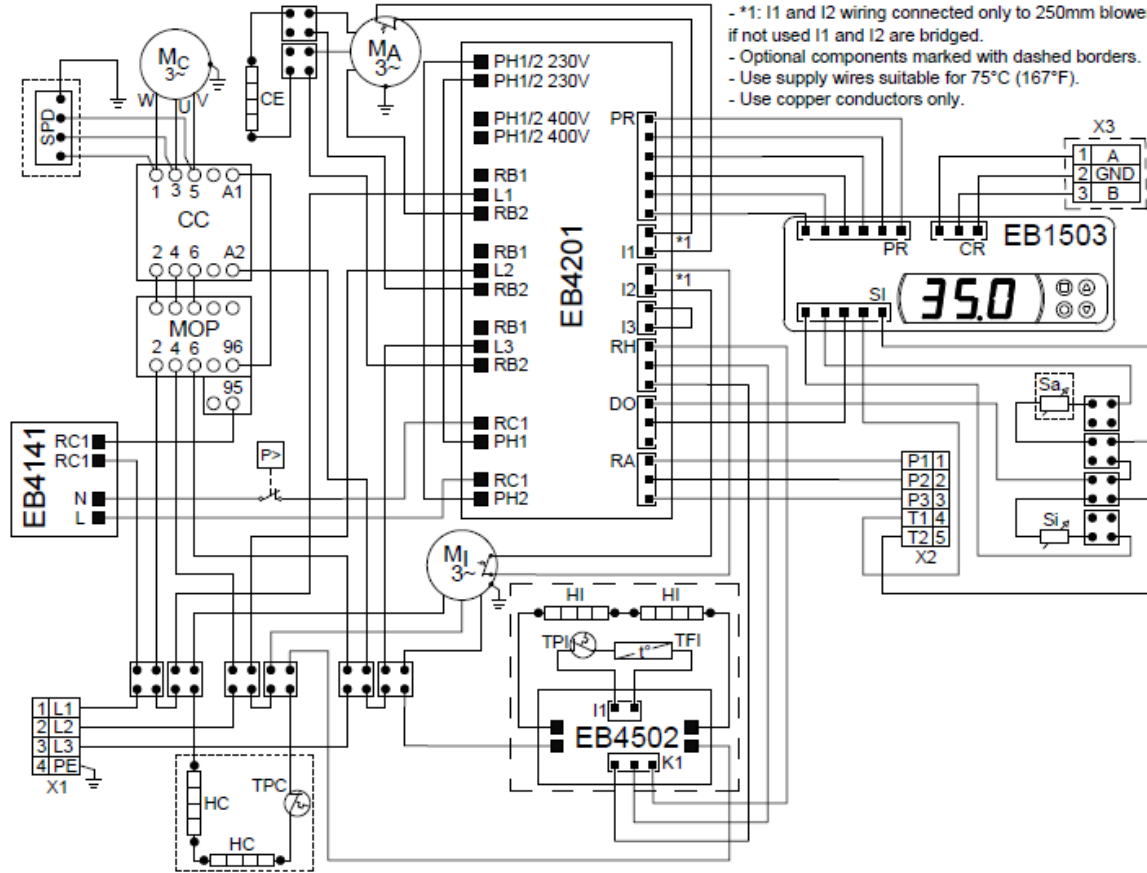 - *1: I1 and I2 wiring connected only to 250mm blowe
if not used I1 and I2 are bridged.
- Optional components marked with dashed borders.
- Use supply wires suitable for 75°C (167°F).
- Use copper conductors only.
MC
3~
W U V
SPD
CE
MA
3~
1 3 5 A1
CC
2 4 6 A2
MOP
2 4 6 96
95
EB4141
RC1
RC1
N
L
P>
EB4201
PH1/2 230V
PH1/2 230V
PH1/2 400V
PH1/2 400V
RB1
L1
RB2
RB1
L2
RB2
RB1
L3
RB2
RC1
PH1
RC1
PH2
PR
I1
*1
I2
*1
I3
RH
DO
RA
X3
1 A
2 GND
3 B
EB1503
PR
CR
SI
35.0
Sa
Si
P1 1
P2 2
P3 3
T1 4
T2 5
X2
MI
3~
HI HI
TPI
t°
TFI
I1
EB4502
K1
1 L1
2 L2
3 L3
4 PE
X1
HC
TPC
HC